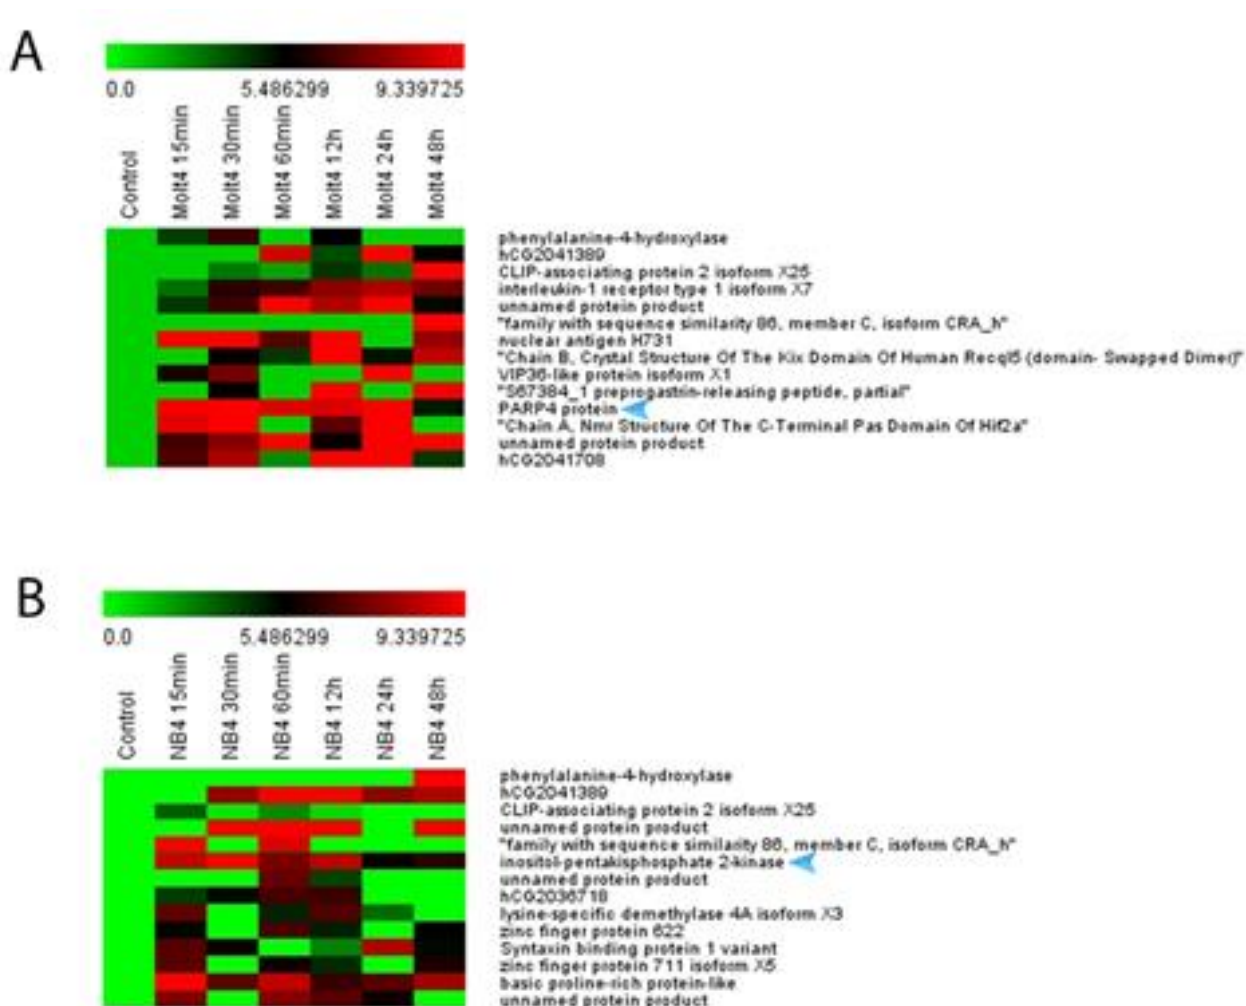 A
0.0 5.486299 9.339725
Control
Molt4 15min
Molt4 30min
Molt4 60min
Molt4 12h
Molt4 24h
Molt4 48h
phenylalanine-4-hydroxylase
hCG2041389
CLIP-associating protein 2 isoform X25
interleukin-1 receptor type 1 isoform X7
unnamed protein product
"family with sequence similarity 86, member C, isoform CRA_h"
nuclear antigen H731
"Chain B, Crystal Structure Of The Kix Domain Of Human Recql5 (domain- Swapped Dimer)"
VIP36-like protein isoform X1
"S67384_1 preprogastrin-releasing peptide, partial"
PARP4 protein
"Chain A, Nmr Structure Of The C-Terminal Pas Domain Of Hif2a"
unnamed protein product
hCG2041708
B
0.0 5.486299 9.339725
Control
NB4 15min
NB4 30min
NB4 60min
NB4 12h
NB4 24h
NB4 48h
phenylalanine-4-hydroxylase
hCG2041389
CLIP-associating protein 2 isoform X25
unnamed protein product
"family with sequence similarity 86, member C, isoform CRA_h"
inositol-pentakisphosphate 2-kinase
unnamed protein product
hCG2036718
lysine-specific demethylase 4A isoform X3
zinc finger protein 622
Syntaxin binding protein 1 variant
zinc finger protein 711 isoform X5
basic proline-rich protein-like
unnamed protein product